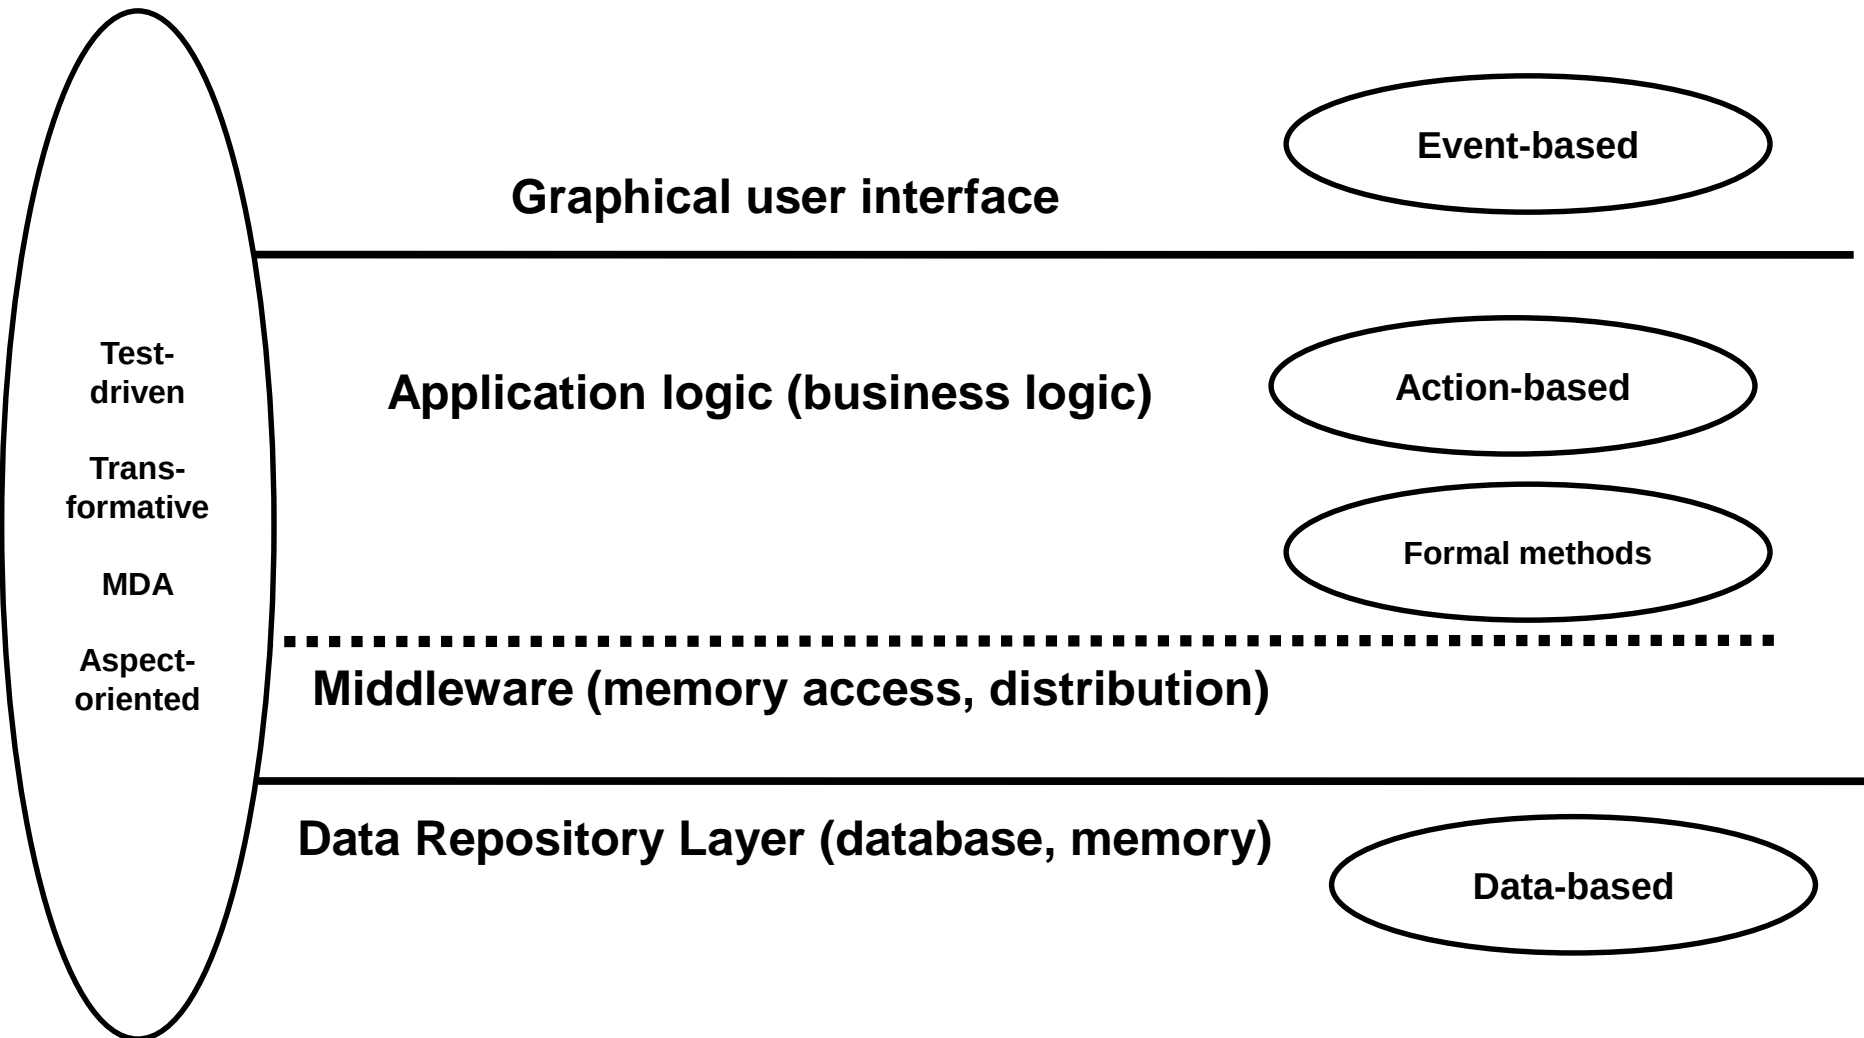 Event-based
Graphical user interface
Test-
driven
Trans-
formative
MDA
Aspect-
oriented
Application logic (business logic)
Action-based
Formal methods
Middleware (memory access, distribution)
Data Repository Layer (database, memory)
Data-based